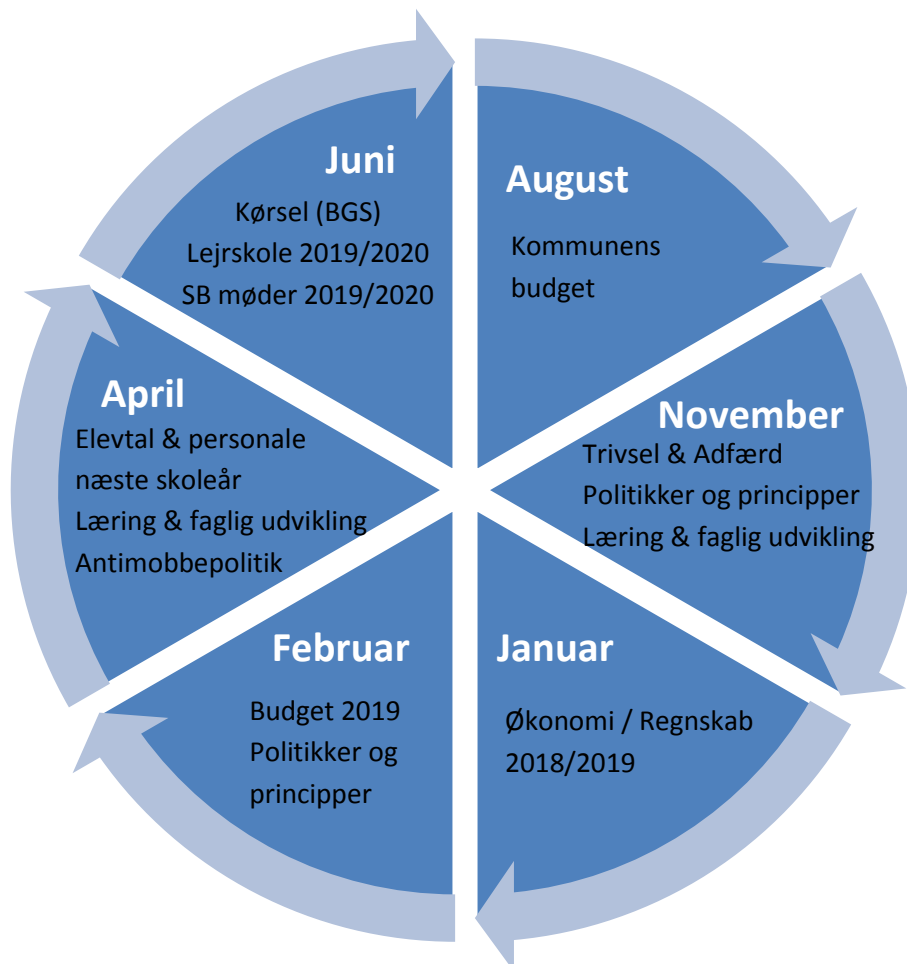 August
Kommunens
budget
November
Trivsel & Adfærd
Politikker og principper
Læring & faglig udvikling
Januar
Økonomi / Regnskab
2018/2019
Februar
Budget 2019
Politikker og
principper
April
Elevtal & personale
næste skoleår
Læring & faglig udvikling
Antimobbepolitik
Juni
Kørsel (BGS)
Lejrskole 2019/2020
SB møder 2019/2020